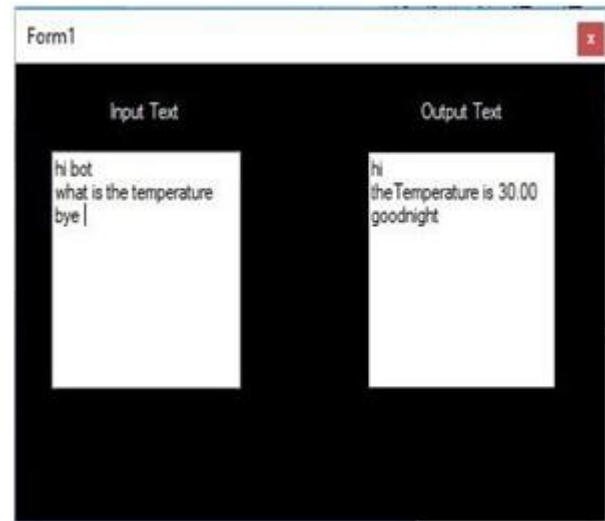 Form1
x
Input Text
Output Text
hi bot
what is the temperature
bye
hi
theTemperature is 30.00
goodnight